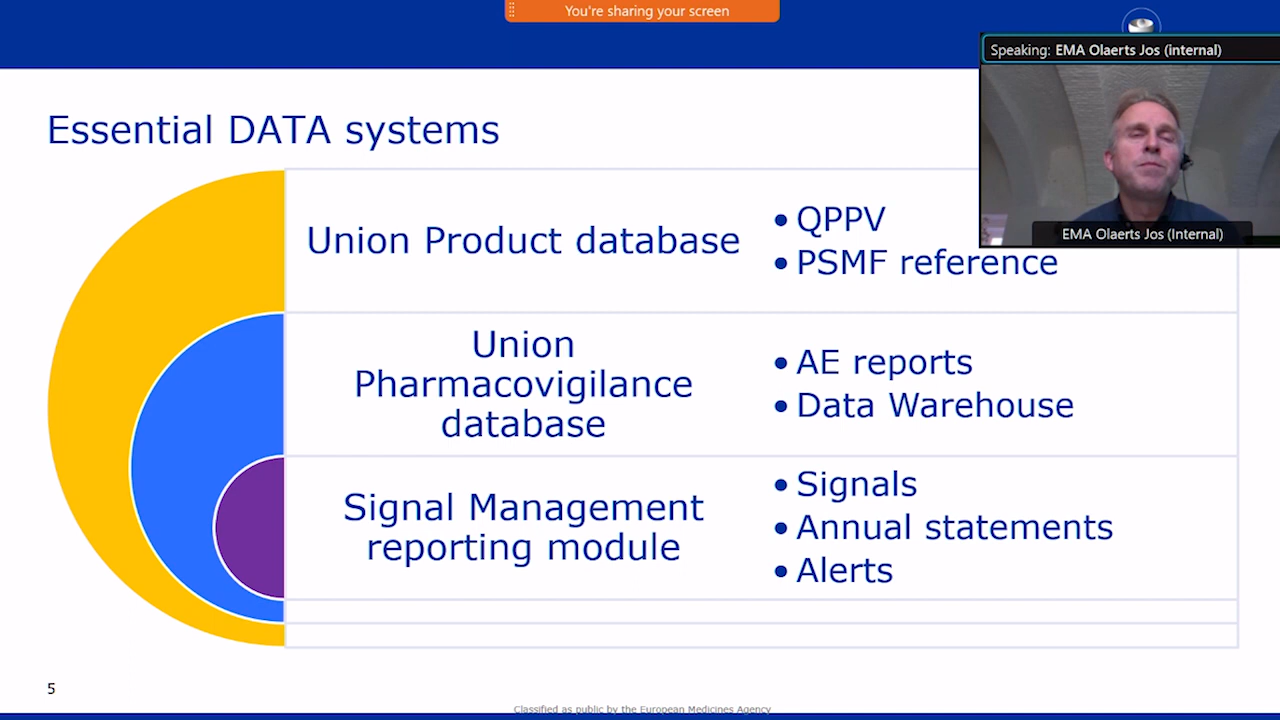 You're sharing your screen
Speaking: EMA Olaerts Jos (internal)
EMA Olaerts Jos (Internal)
Essential DATA systems
Union Product database
• QPPV
• PSMF reference
Union
Pharmacovigilance
database
• AE reports
• Data Warehouse
Signal Management
reporting module
• Signals
• Annual statements
• Alerts
5
Classified as public by the European Medicines Agency